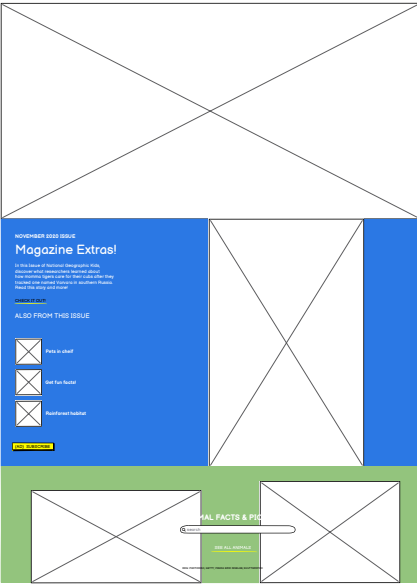 NOVEMBER 2020 ISSUE
Magazine Extras!
In this issue of National Geographic Kids,
discover what researchers learned about
how momma tigers care for their cubs after they
tracked one named Varvara in southern Russia.
Read this story and more!
CHECK IT OUT!
ALSO FROM THIS ISSUE
Pets in shelf
Get fun facts!
Rainforest habitat
SUBSCRIBE
MAL FACTS & PIC
search
SEE ALL ANIMALS